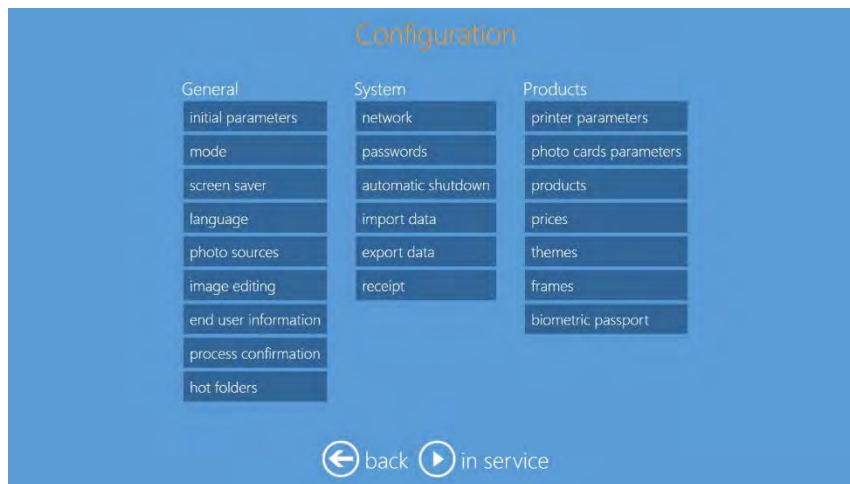 Configuration
General
initial parameters
mode
screen saver
language
photo sources
image editing
end user information
process confirmation
hot folders
System
network
passwords
automatic shutdown
import data
export data
receipt
Products
printer parameters
photo cards parameters
products
prices
themes
frames
biometric passport
back
in service